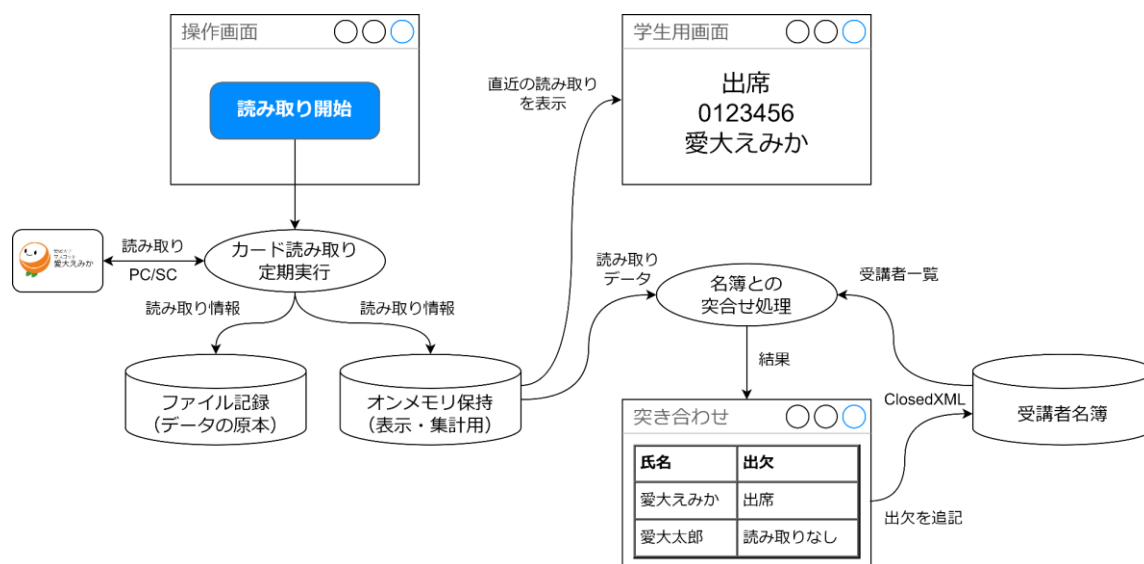 操作画面
読み取り開始
学生用画面
出席
0123456
愛大えみか
直近の読み取り
を表示
愛大えみか
読み取り
PC/SC
カード読み取り
定期実行
読み取り情報
読み取り情報
ファイル記録
(データの原本)
オンメモリ保持
(表示・集計用)
読み取り
データ
名簿との
突合せ処理
受講者一覧
結果
ClosedXML
受講者名簿
突き合わせ
氏名 出欠
愛大えみか 出席
愛大太郎 読み取りなし
出欠を追記